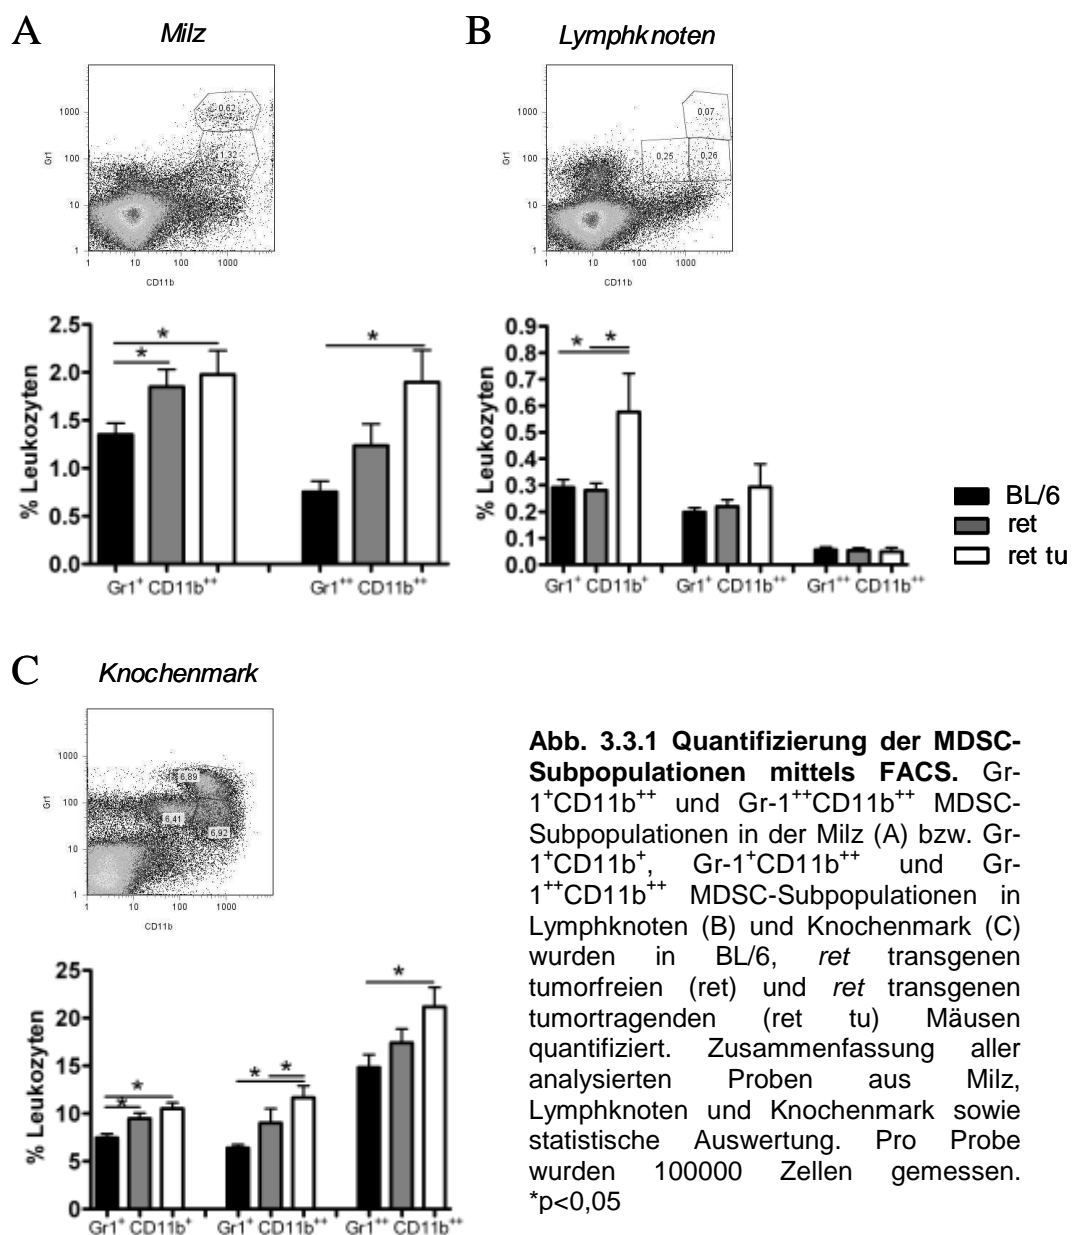 A
Milz
1000
100
10
1
Gr1
0,62
1,32
1 10 100 1000
CD11b
2.5
2.0
1.5
1.0
0.5
0.0
% Leukozyten
*
*
*
Gr1⁺ CD11b⁺⁺ Gr1⁺⁺ CD11b⁺⁺
B
Lymphknoten
1000
100
10
1
Gr1
0,07
0,25 0,26
1 10 100 1000
CD11b
0.9
0.8
0.7
0.6
0.5
0.4
0.3
0.2
0.1
0.0
% Leukozyten
* *
Gr1⁺ CD11b⁺ Gr1⁺ CD11b⁺⁺ Gr1⁺⁺ CD11b⁺⁺
BL/6
ret
ret tu
C
Knochenmark
1000
100
10
1
Gr1
6,89
6,41
6,92
1 10 100 1000
CD11b
25
20
15
10
5
0
% Leukozyten
*
*
* *
*
Gr1⁺ CD11b⁺ Gr1⁺ CD11b⁺⁺ Gr1⁺⁺ CD11b⁺⁺
Abb. 3.3.1 Quantifizierung der MDSC-
Subpopulationen mittels FACS. Gr-
1⁺CD11b⁺⁺ und Gr-1⁺⁺CD11b⁺⁺ MDSC-
Subpopulationen in der Milz (A) bzw. Gr-
1⁺CD11b⁺, Gr-1⁺CD11b⁺⁺ und Gr-
1⁺⁺CD11b⁺⁺ MDSC-Subpopulationen in
Lymphknoten (B) und Knochenmark (C)
wurden in BL/6, ret transgenen
tumorfreien (ret) und ret transgenen
tumortragenden (ret tu) Mäusen
quantifiziert. Zusammenfassung aller
analysierten Proben aus Milz,
Lymphknoten und Knochenmark sowie
statistische Auswertung. Pro Probe
wurden 100000 Zellen gemessen.
*p<0,05